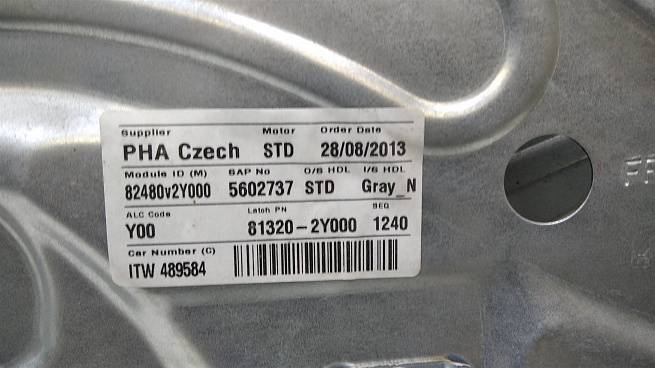 Supplier Motor Order Date
PHA Czech STD 28/08/2013
Module ID (M) SAP No O/S HDL I/S HDL
82480v2Y000 5602737 STD Gray_N
ALC Code Latch PN SEQ
Y00 81320-2Y000 1240
Car Number (C)
ITW 489584